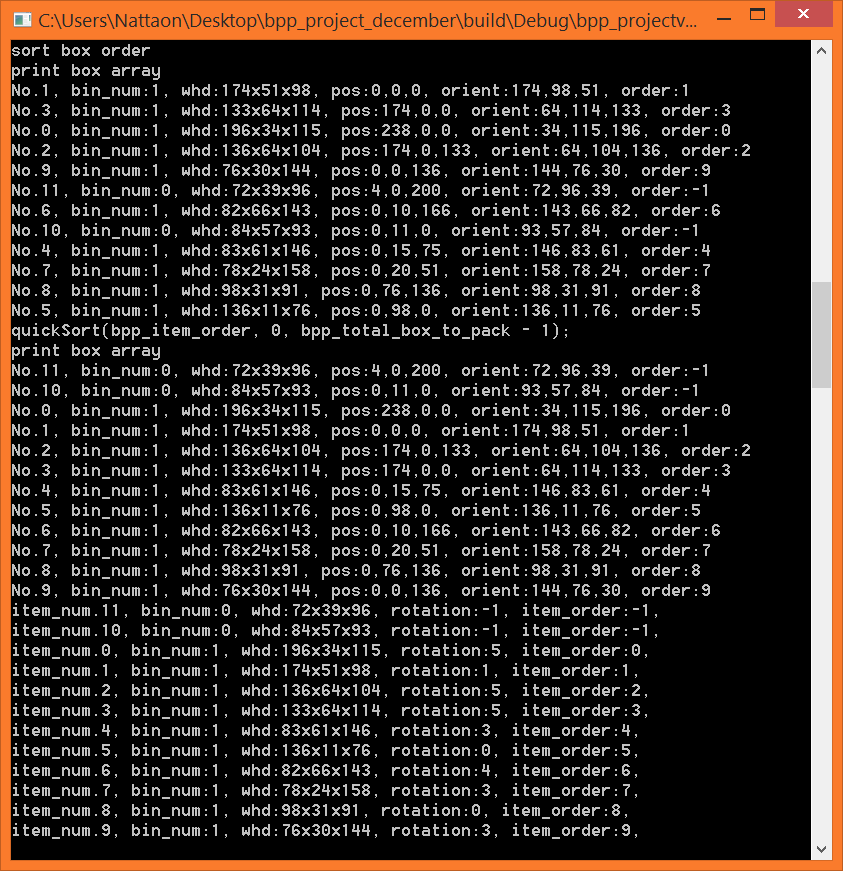 C:\Users\Nattaon\Desktop\bpp_project_december\build\Debug\bpp_projectv...
sort box order
print box array
No.1, bin_num:1, whd:174x51x98, pos:0,0,0, orient:174,98,51, order:1
No.3, bin_num:1, whd:133x64x114, pos:174,0,0, orient:64,114,133, order:3
No.0, bin_num:1, whd:196x34x115, pos:238,0,0, orient:34,115,196, order:0
No.2, bin_num:1, whd:136x64x104, pos:174,0,133, orient:64,104,136, order:2
No.9, bin_num:1, whd:76x30x144, pos:0,0,136, orient:144,76,30, order:9
No.11, bin_num:0, whd:72x39x96, pos:4,0,200, orient:72,96,39, order:-1
No.6, bin_num:1, whd:82x66x143, pos:0,10,166, orient:143,66,82, order:6
No.10, bin_num:0, whd:84x57x93, pos:0,11,0, orient:93,57,84, order:-1
No.4, bin_num:1, whd:83x61x146, pos:0,15,75, orient:146,83,61, order:4
No.7, bin_num:1, whd:78x24x158, pos:0,20,51, orient:158,78,24, order:7
No.8, bin_num:1, whd:98x31x91, pos:0,76,136, orient:98,31,91, order:8
No.5, bin_num:1, whd:136x11x76, pos:0,98,0, orient:136,11,76, order:5
quickSort(bpp_item_order, 0, bpp_total_box_to_pack - 1);
print box array
No.11, bin_num:0, whd:72x39x96, pos:4,0,200, orient:72,96,39, order:-1
No.10, bin_num:0, whd:84x57x93, pos:0,11,0, orient:93,57,84, order:-1
No.0, bin_num:1, whd:196x34x115, pos:238,0,0, orient:34,115,196, order:0
No.1, bin_num:1, whd:174x51x98, pos:0,0,0, orient:174,98,51, order:1
No.2, bin_num:1, whd:136x64x104, pos:174,0,133, orient:64,104,136, order:2
No.3, bin_num:1, whd:133x64x114, pos:174,0,0, orient:64,114,133, order:3
No.4, bin_num:1, whd:83x61x146, pos:0,15,75, orient:146,83,61, order:4
No.5, bin_num:1, whd:136x11x76, pos:0,98,0, orient:136,11,76, order:5
No.6, bin_num:1, whd:82x66x143, pos:0,10,166, orient:143,66,82, order:6
No.7, bin_num:1, whd:78x24x158, pos:0,20,51, orient:158,78,24, order:7
No.8, bin_num:1, whd:98x31x91, pos:0,76,136, orient:98,31,91, order:8
No.9, bin_num:1, whd:76x30x144, pos:0,0,136, orient:144,76,30, order:9
item_num.11, bin_num:0, whd:72x39x96, rotation:-1, item_order:-1,
item_num.10, bin_num:0, whd:84x57x93, rotation:-1, item_order:-1,
item_num.0, bin_num:1, whd:196x34x115, rotation:5, item_order:0,
item_num.1, bin_num:1, whd:174x51x98, rotation:1, item_order:1,
item_num.2, bin_num:1, whd:136x64x104, rotation:5, item_order:2,
item_num.3, bin_num:1, whd:133x64x114, rotation:5, item_order:3,
item_num.4, bin_num:1, whd:83x61x146, rotation:3, item_order:4,
item_num.5, bin_num:1, whd:136x11x76, rotation:0, item_order:5,
item_num.6, bin_num:1, whd:82x66x143, rotation:4, item_order:6,
item_num.7, bin_num:1, whd:78x24x158, rotation:3, item_order:7,
item_num.8, bin_num:1, whd:98x31x91, rotation:0, item_order:8,
item_num.9, bin_num:1, whd:76x30x144, rotation:3, item_order:9,